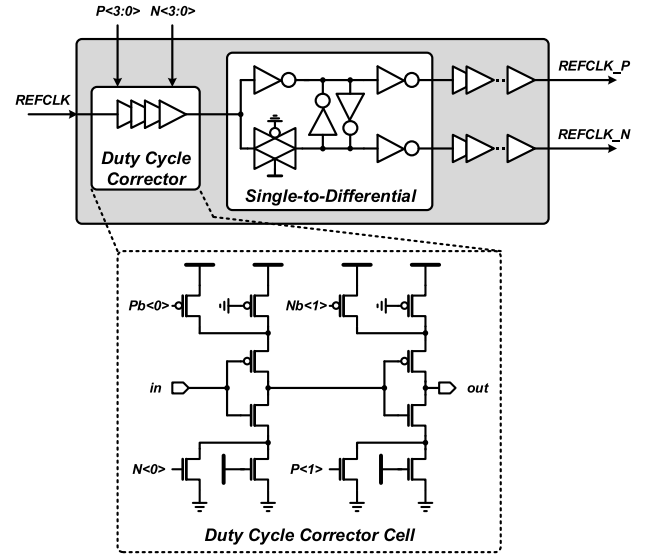 P<3:0> N<3:0>
REFCLK
REFCLK_P
REFCLK_N
Duty Cycle
Corrector
Single-to-Differential
Pb<0>
Nb<1>
in
out
N<0>
P<1>
Duty Cycle Corrector Cell